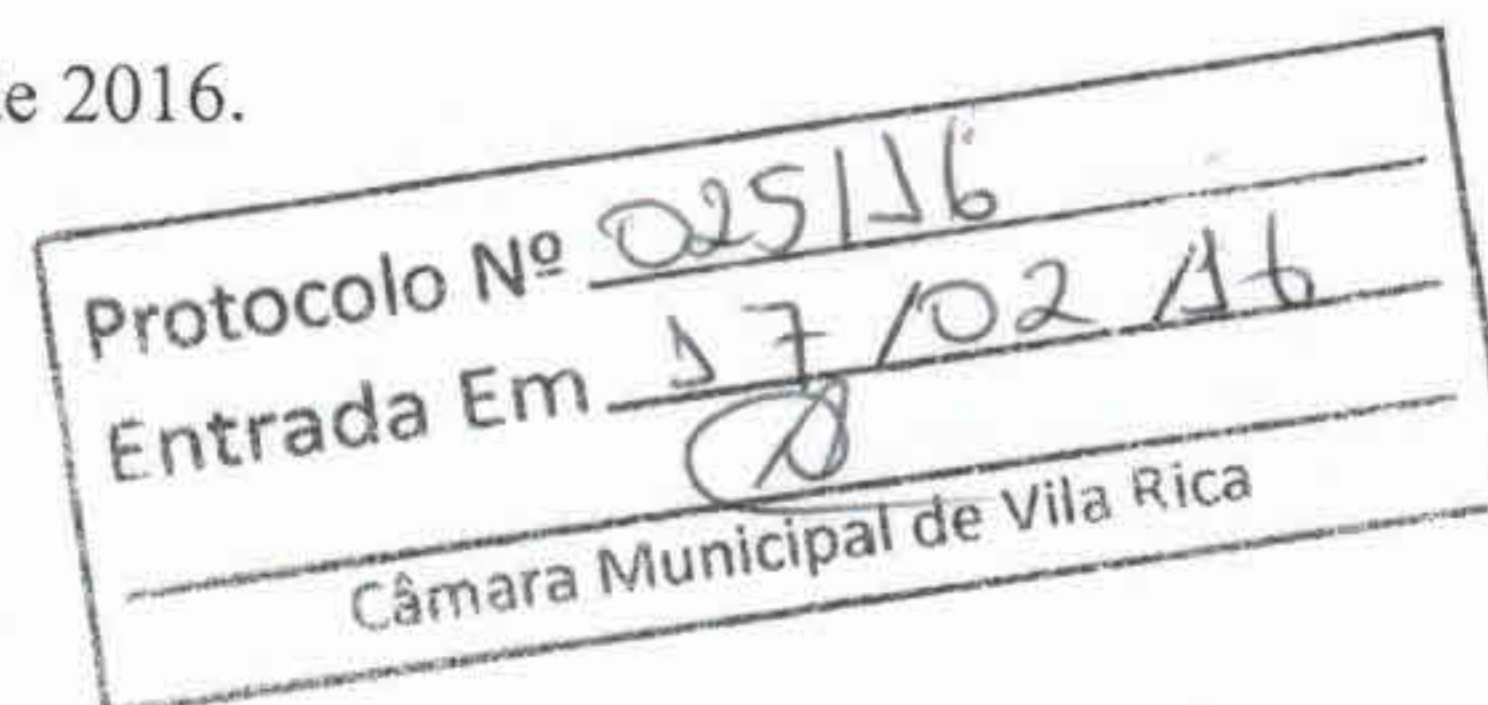 e 2016.
Protocolo Nº 025/16
Entrada Em 17/02/16
Câmara Municipal de Vila Rica